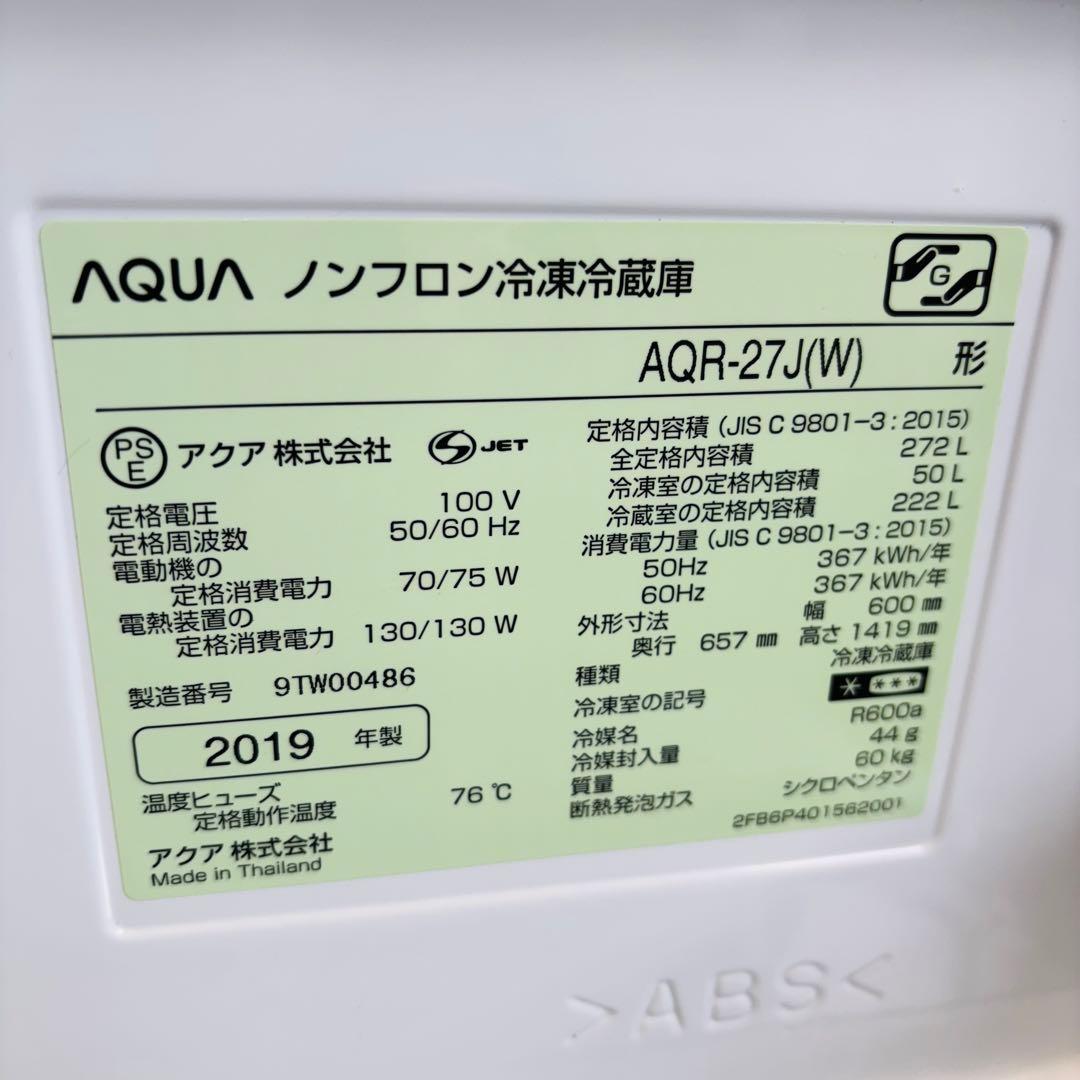 AQUA ノンフロン冷凍冷蔵庫
G
AQR-27J(W) 形
PSE アクア 株式会社 S JET
定格電圧 100 V
定格周波数 50/60 Hz
電動機の
定格消費電力 70/75 W
電熱装置の
定格消費電力 130/130 W
製造番号 9TW00486
2019 年製
温度ヒューズ
定格動作温度 76 ℃
アクア 株式会社
Made in Thailand
定格内容積 (JIS C 9801-3 : 2015)
全定格内容積 272 L
冷凍室の定格内容積 50 L
冷蔵室の定格内容積 222 L
消費電力量 (JIS C 9801-3 : 2015)
50Hz 367 kWh/年
60Hz 367 kWh/年
外形寸法 幅 600 mm
奥行 657 mm 高さ 1419 mm
種類 冷凍冷蔵庫
冷凍室の記号 * ***
冷媒名 R600a
冷媒封入量 44 g
質量 60 kg
断熱発泡ガス シクロペンタン
2FB6P401562001
>ABS<